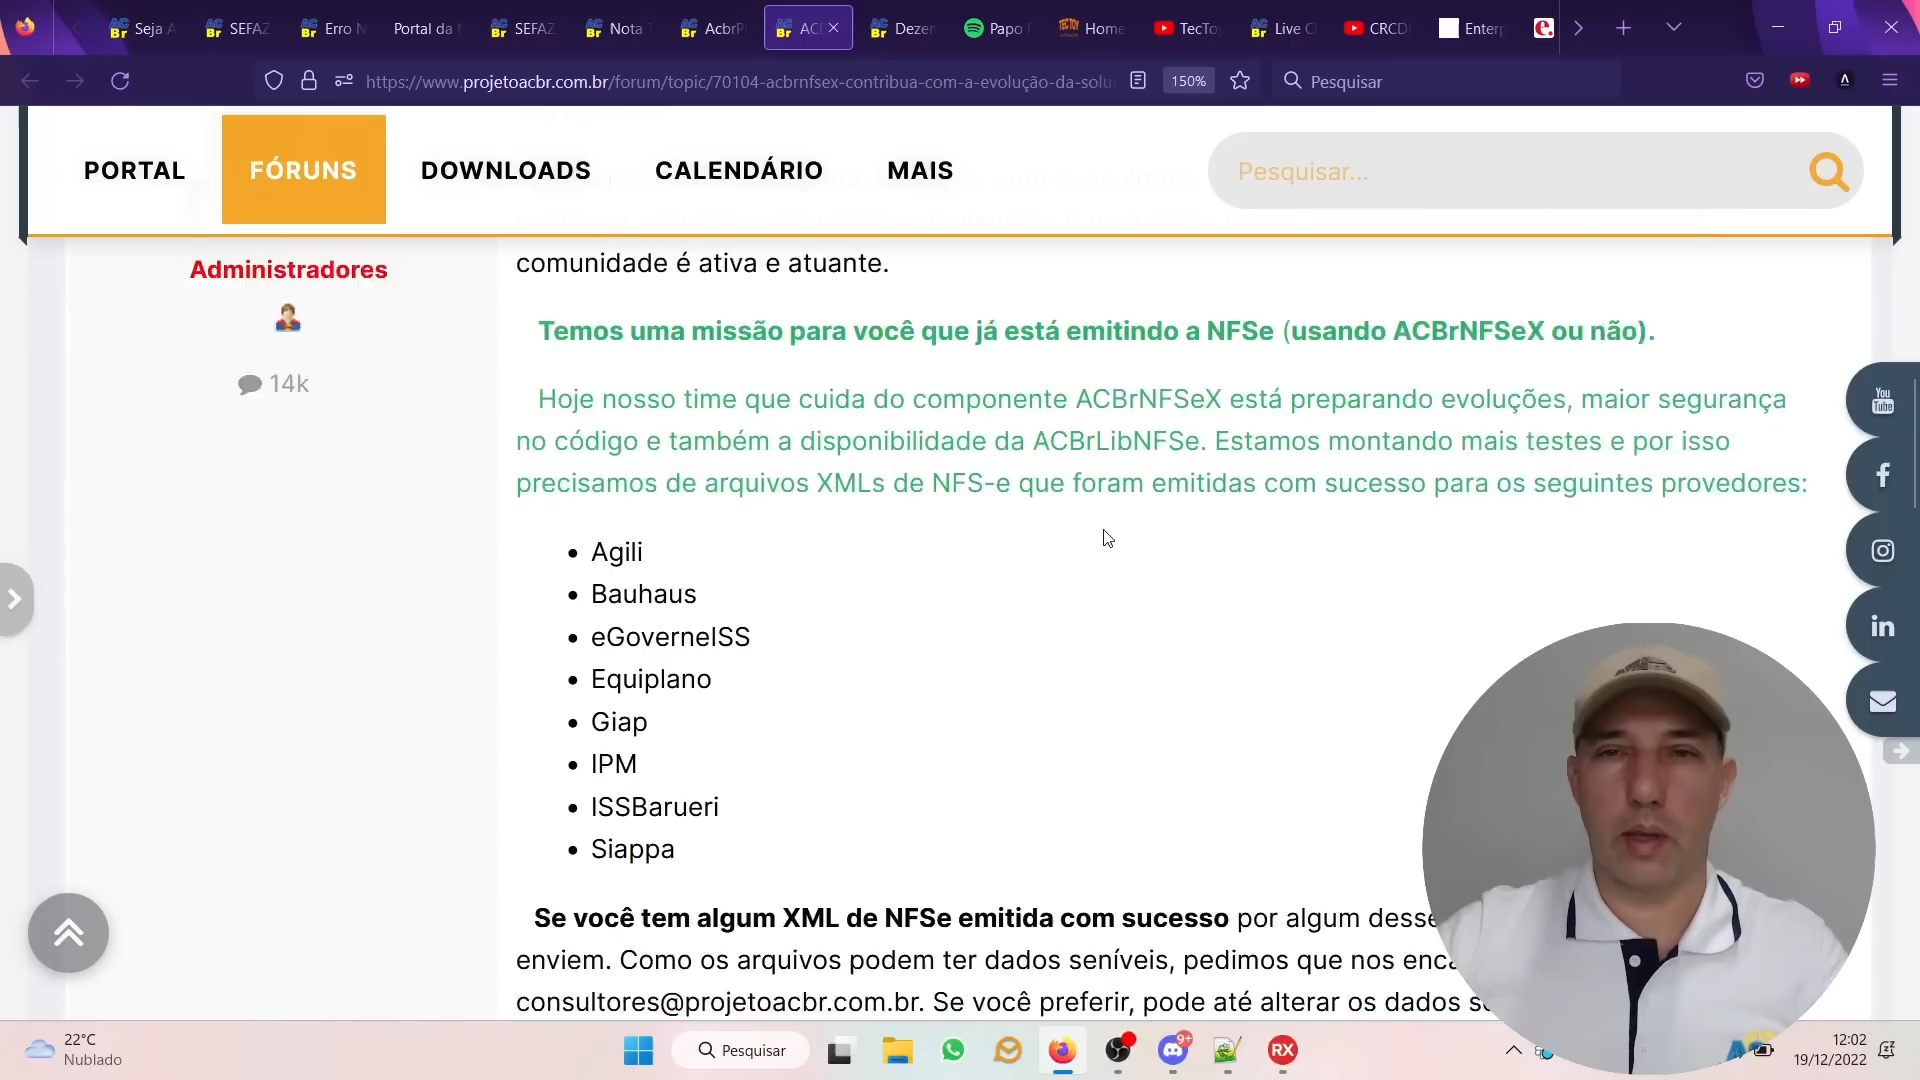 Seja A
SEFAZ
Erro N
Portal da
SEFAZ
Nota T
AcbrP
AC
Dezem
Papo
Home
TecToy
Live C
CRCD
Enterp
https://www.projetoacbr.com.br/forum/topic/70104-acbrnfsex-contribua-com-a-evolução-da-solu
150%
Pesquisar
PORTAL
FÓRUNS
DOWNLOADS
CALENDÁRIO
MAIS
Pesquisar...
Administradores
14k
comunidade é ativa e atuante.
Temos uma missão para você que já está emitindo a NFSe (usando ACBrNFSeX ou não).
Hoje nosso time que cuida do componente ACBrNFSeX está preparando evoluções, maior segurança
no código e também a disponibilidade da ACBrLibNFSe. Estamos montando mais testes e por isso
precisamos de arquivos XMLs de NFS-e que foram emitidas com sucesso para os seguintes provedores:
• Agili
• Bauhaus
• eGoverneISS
• Equiplano
• Giap
• IPM
• ISSBarueri
• Siappa
Se você tem algum XML de NFSe emitida com sucesso por algum desse
enviem. Como os arquivos podem ter dados seníveis, pedimos que nos enca
consultores@projetoacbr.com.br. Se você preferir, pode até alterar os dados s
You
Tube
22°C
Nublado
Pesquisar
9+
RX
12:02
19/12/2022